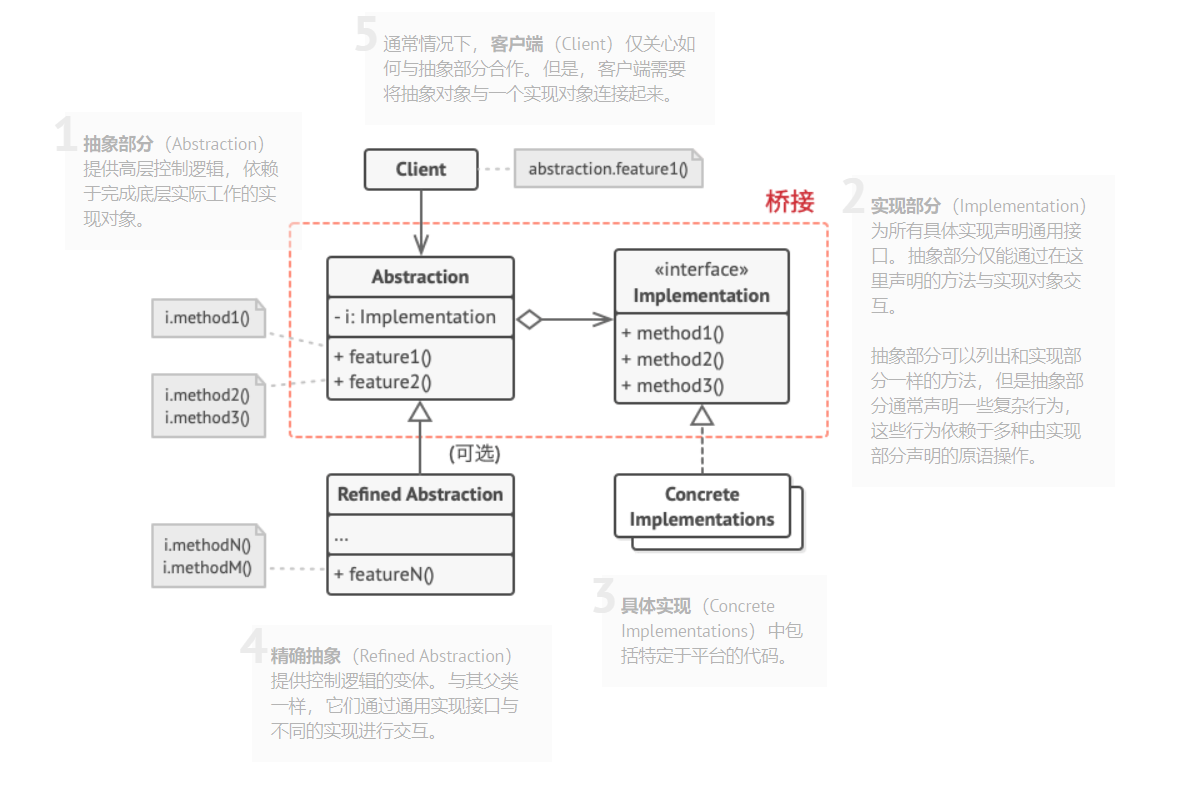 5
通常情况下，客户端（Client）仅关心如
何与抽象部分合作。但是，客户端需要
将抽象对象与一个实现对象连接起来。
1
抽象部分（Abstraction）
提供高层控制逻辑，依赖
于完成底层实际工作的实
现对象。
Client
abstraction.feature1()
桥接
2
实现部分（Implementation）
为所有具体实现声明通用接
口。抽象部分仅能通过在这
里声明的方法与实现对象交
互。
抽象部分可以列出和实现部
分一样的方法，但是抽象部
分通常声明一些复杂行为，
这些行为依赖于多种由实现
部分声明的原语操作。
Abstraction
- i: Implementation
+ feature1()
+ feature2()
«interface»
Implementation
+ method1()
+ method2()
+ method3()
i.method1()
i.method2()
i.method3()
(可选)
Refined Abstraction
...
+ featureN()
Concrete
Implementations
i.methodN()
i.methodM()
3
具体实现（Concrete
Implementations）中包
括特定于平台的代码。
4
精确抽象（Refined Abstraction）
提供控制逻辑的变体。与其父类
一样，它们通过通用实现接口与
不同的实现进行交互。